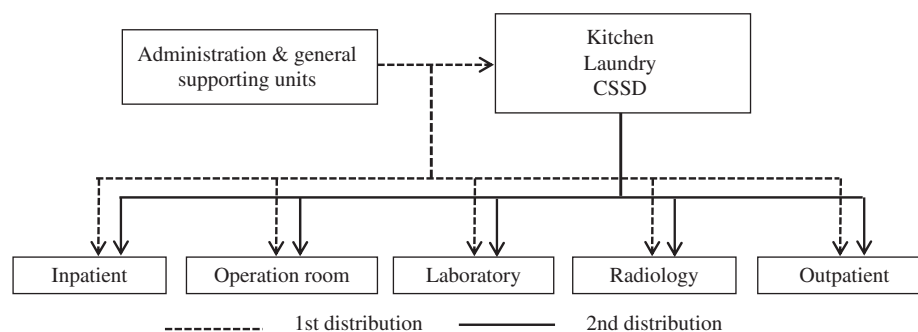 Administration & general
supporting units
Kitchen
Laundry
CSSD
Inpatient
Operation room
Laboratory
Radiology
Outpatient
1st distribution
2nd distribution